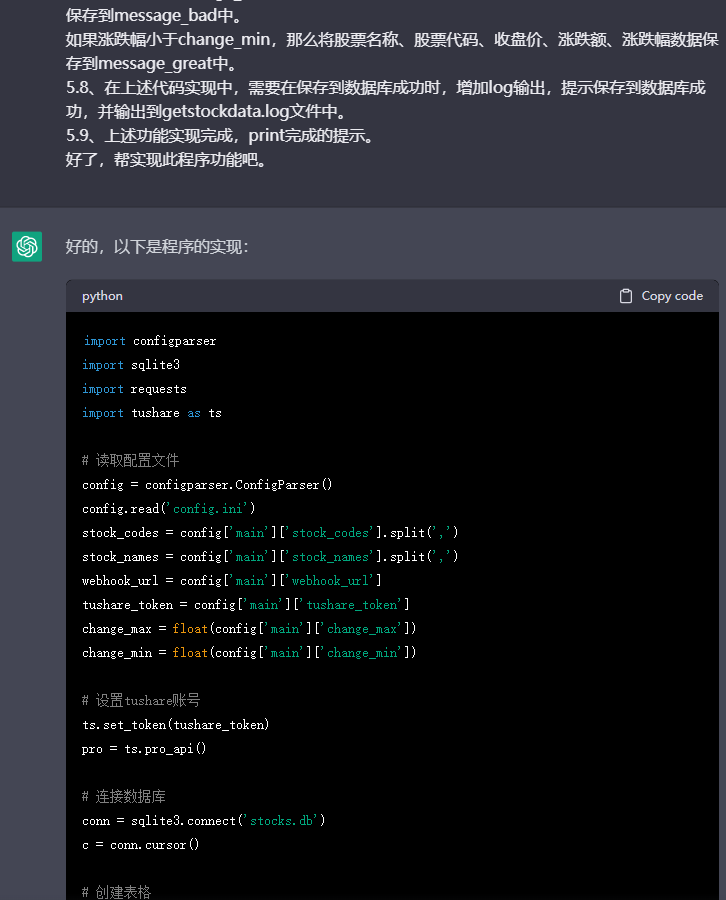 保存到message_bad中。
如果涨跌幅小于change_min，那么将股票名称、股票代码、收盘价、涨跌额、涨跌幅数据保
存到message_great中。
5.8、在上述代码实现中，需要在保存到数据库成功时，增加log输出，提示保存到数据库成
功，并输出到getstockdata.log文件中。
5.9、上述功能实现完成，print完成的提示。
好了，帮实现此程序功能吧。
好的，以下是程序的实现：
python
Copy code
import configparser
import sqlite3
import requests
import tushare as ts
# 读取配置文件
config = configparser.ConfigParser()
config.read('config.ini')
stock_codes = config['main']['stock_codes'].split(',')
stock_names = config['main']['stock_names'].split(',')
webhook_url = config['main']['webhook_url']
tushare_token = config['main']['tushare_token']
change_max = float(config['main']['change_max'])
change_min = float(config['main']['change_min'])
# 设置tushare账号
ts.set_token(tushare_token)
pro = ts.pro_api()
# 连接数据库
conn = sqlite3.connect('stocks.db')
c = conn.cursor()
# 创建表格